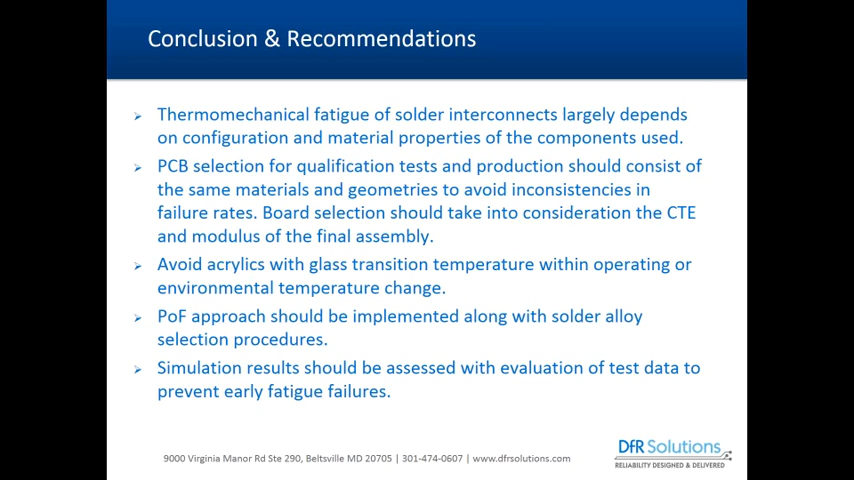 Conclusion & Recommendations
Thermomechanical fatigue of solder interconnects largely depends
on configuration and material properties of the components used.
PCB selection for qualification tests and production should consist of
the same materials and geometries to avoid inconsistencies in
failure rates. Board selection should take into consideration the CTE
and modulus of the final assembly.
Avoid acrylics with glass transition temperature within operating or
environmental temperature change.
PoF approach should be implemented along with solder alloy
selection procedures.
Simulation results should be assessed with evaluation of test data to
prevent early fatigue failures.
9000 Virginia Manor Rd Ste 290, Beltsville MD 20705 | 301-474-0607 | www.dfrsolutions.com
DfR Solutions
RELIABILITY DESIGNED & DELIVERED